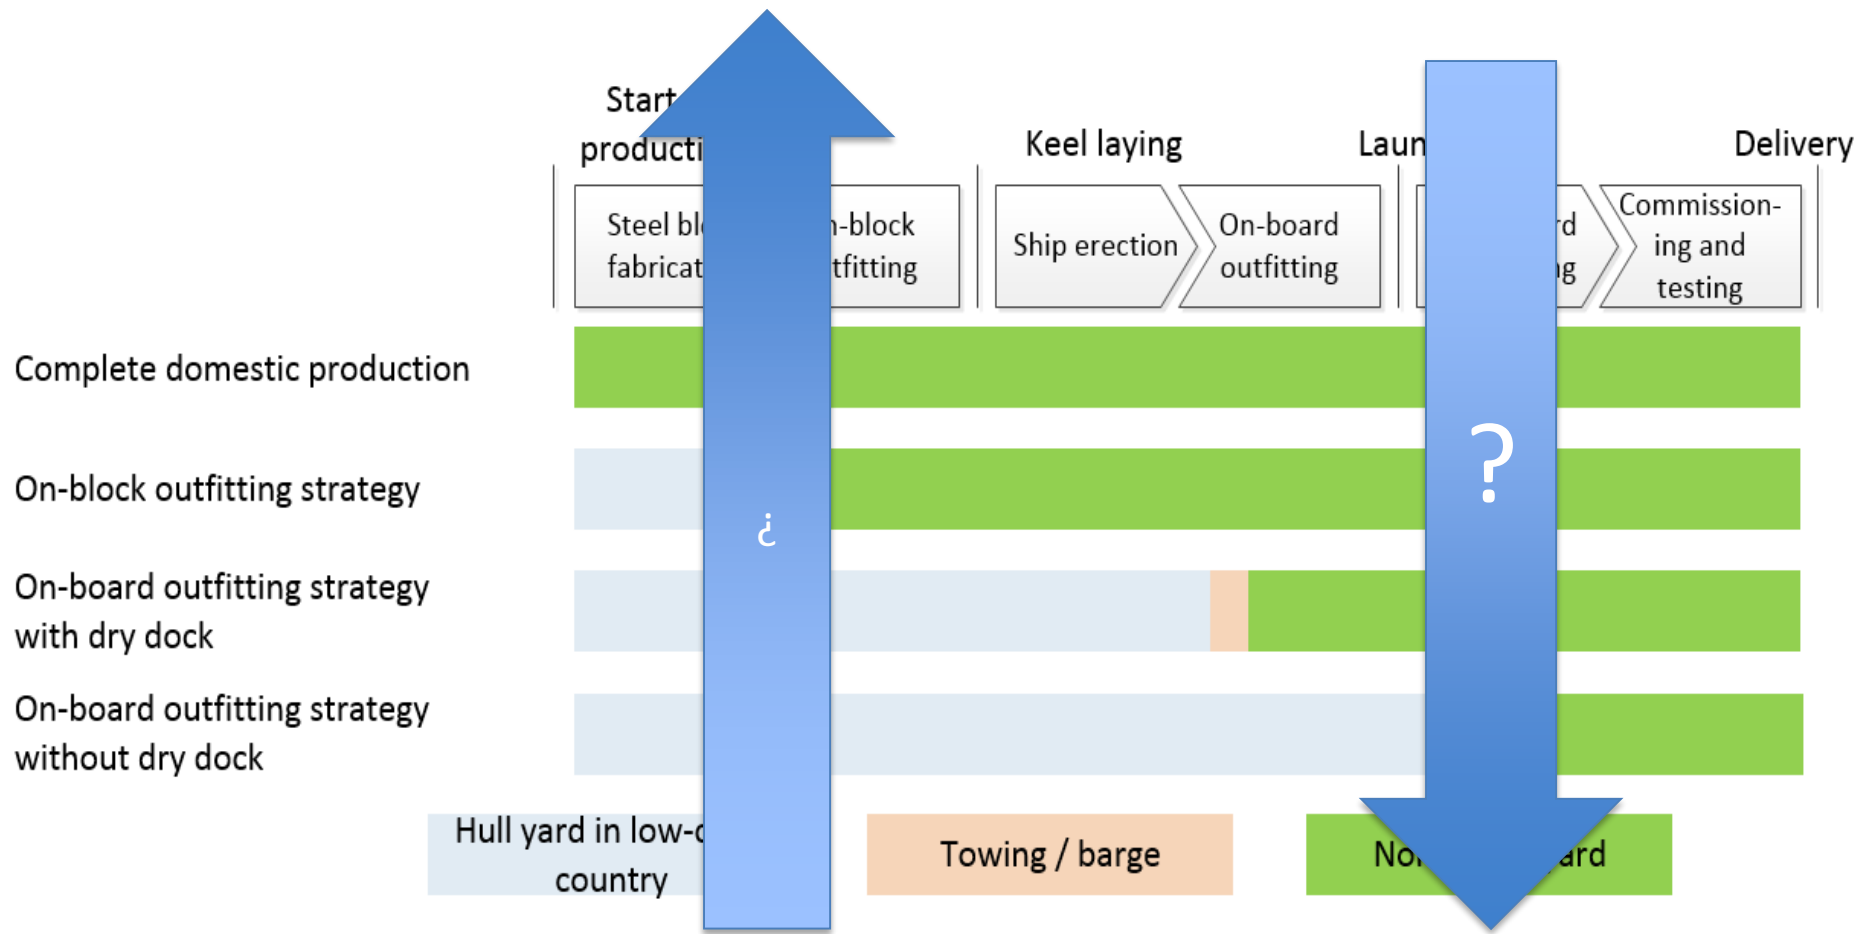 Start
producti
Keel laying
Laun
Delivery
Steel bl
fabricat
n-block
tfitting
Ship erection
On-board
outfitting
rd
ng
Commission-
ing and
testing
Complete domestic production
On-block outfitting strategy
?
¿
On-board outfitting strategy
with dry dock
On-board outfitting strategy
without dry dock
Hull yard in low-c
country
Towing / barge
Nor ard